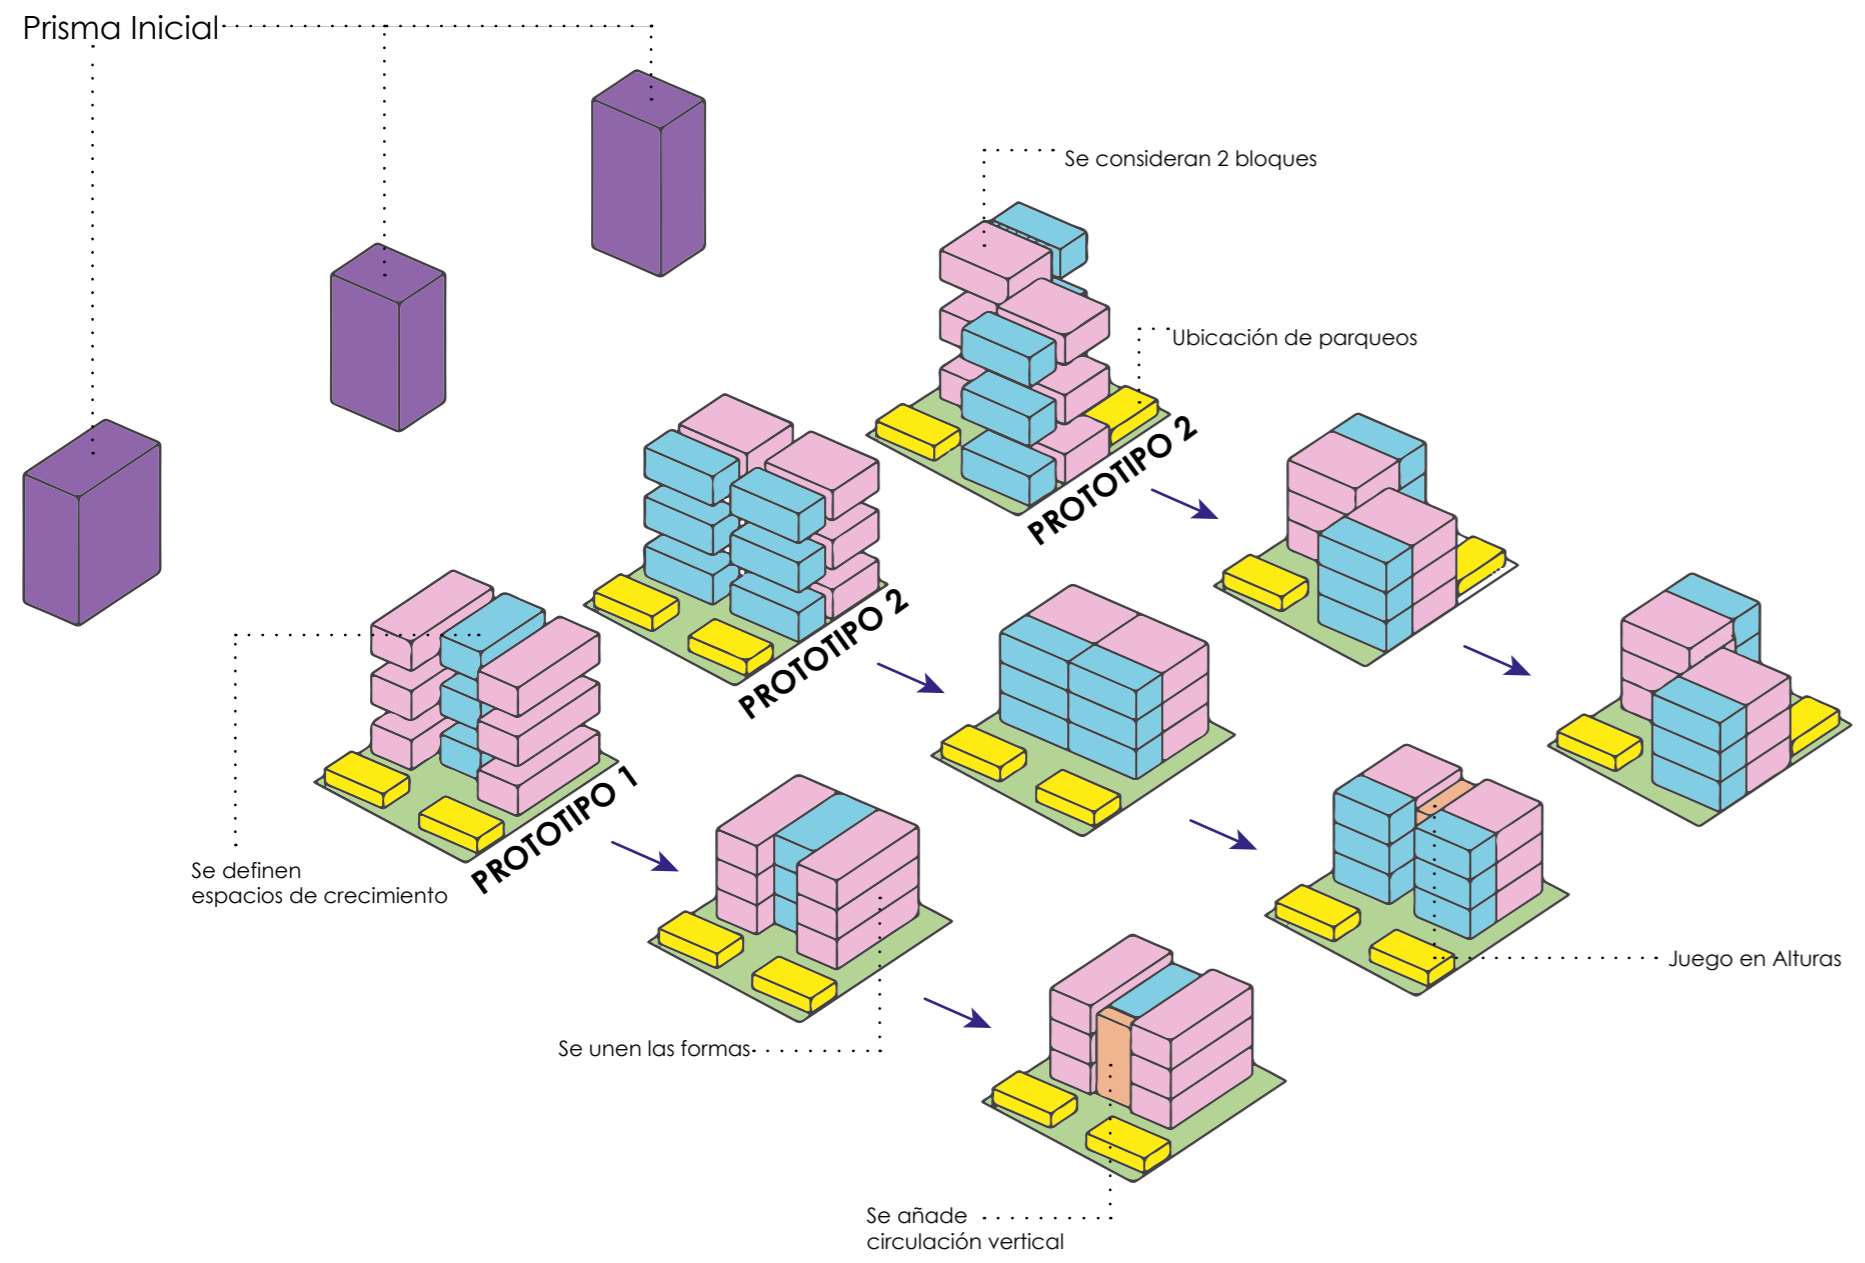 Prisma Inicial
Se consideran 2 bloques
Ubicación de parqueos
PROTOTIPO 2
PROTOTIPO 2
PROTOTIPO 1
Se definen
espacios de crecimiento
Juego en Alturas
Se unen las formas
Se añade
circulación vertical